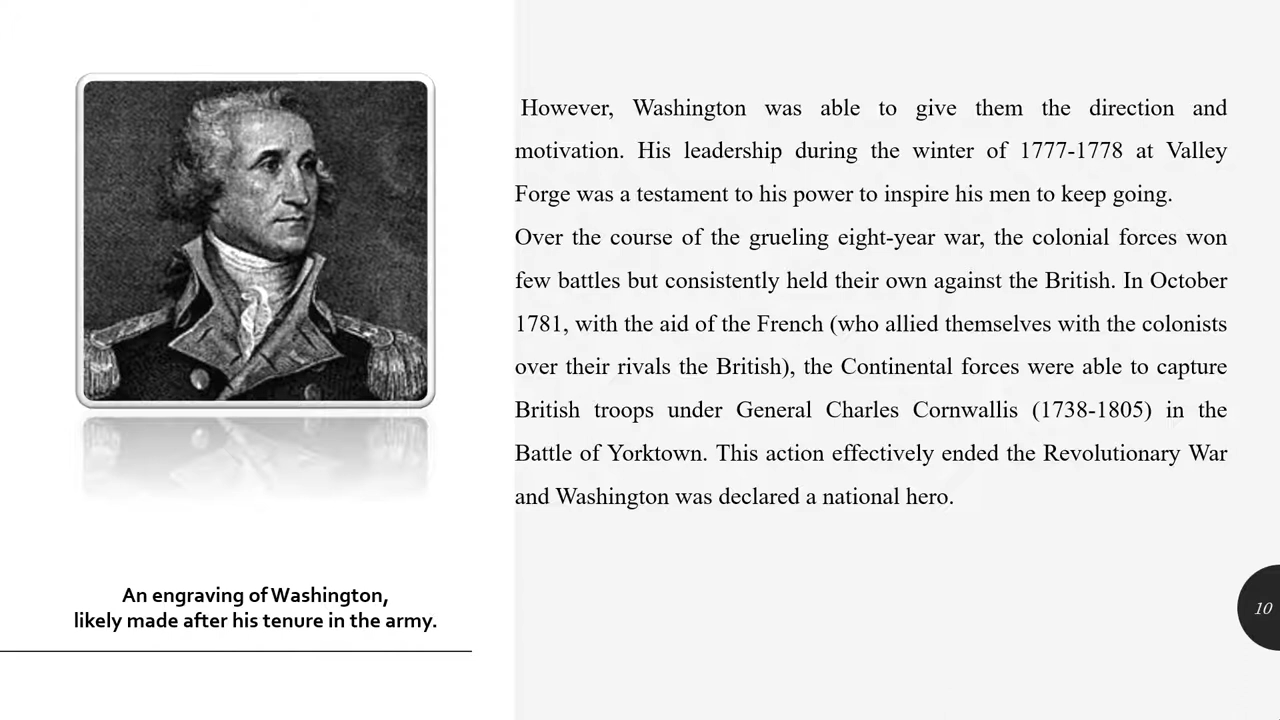 However, Washington was able to give them the direction and
motivation. His leadership during the winter of 1777-1778 at Valley
Forge was a testament to his power to inspire his men to keep going.
Over the course of the grueling eight-year war, the colonial forces won
few battles but consistently held their own against the British. In October
1781, with the aid of the French (who allied themselves with the colonists
over their rivals the British), the Continental forces were able to capture
British troops under General Charles Cornwallis (1738-1805) in the
Battle of Yorktown. This action effectively ended the Revolutionary War
and Washington was declared a national hero.
An engraving of Washington,
likely made after his tenure in the army.
10